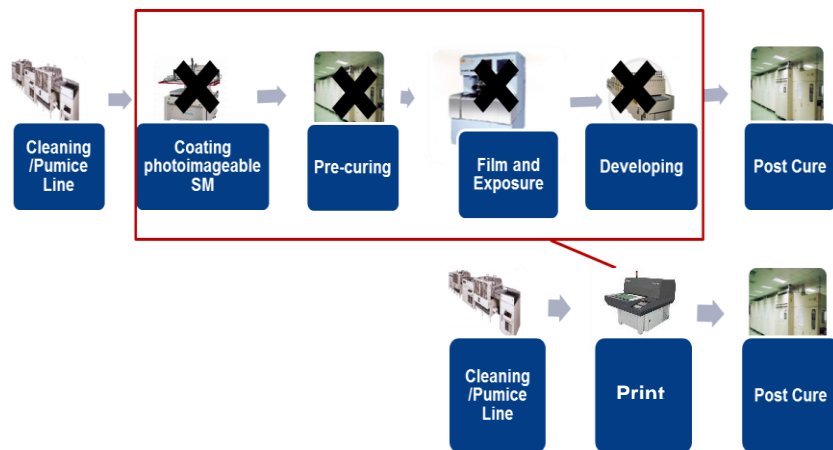 Cleaning
/Pumice
Line
Coating
photoimageable
SM
Pre-curing
Film and
Exposure
Developing
Post Cure
Cleaning
/Pumice
Line
Print
Post Cure